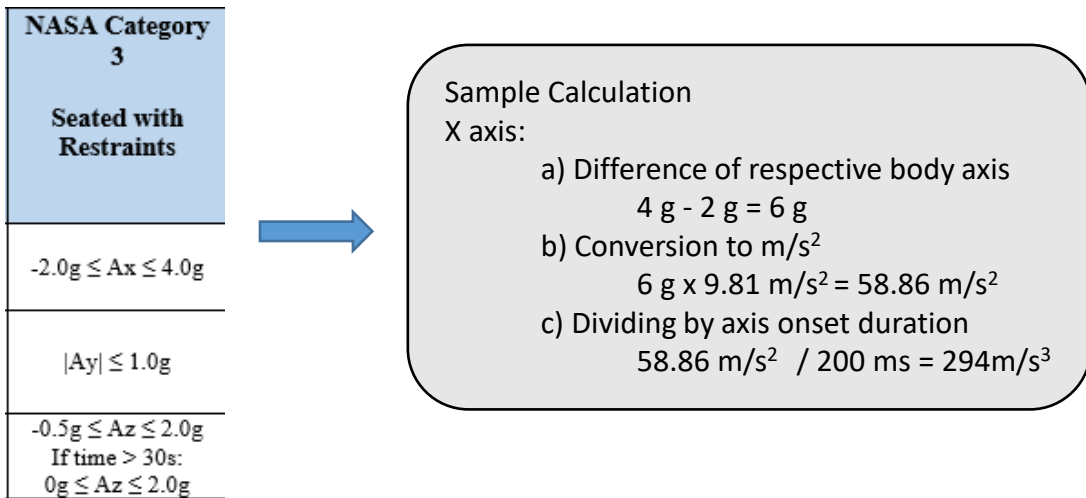 NASA Category
3
Seated with
Restraints
-2.0g ≤ Ax ≤ 4.0g
|Ay| ≤ 1.0g
-0.5g ≤ Az ≤ 2.0g
If time > 30s:
0g ≤ Az ≤ 2.0g
Sample Calculation
X axis:
a) Difference of respective body axis
4 g - 2 g = 6 g
b) Conversion to m/s²
6 g x 9.81 m/s² = 58.86 m/s²
c) Dividing by axis onset duration
58.86 m/s² / 200 ms = 294m/s³